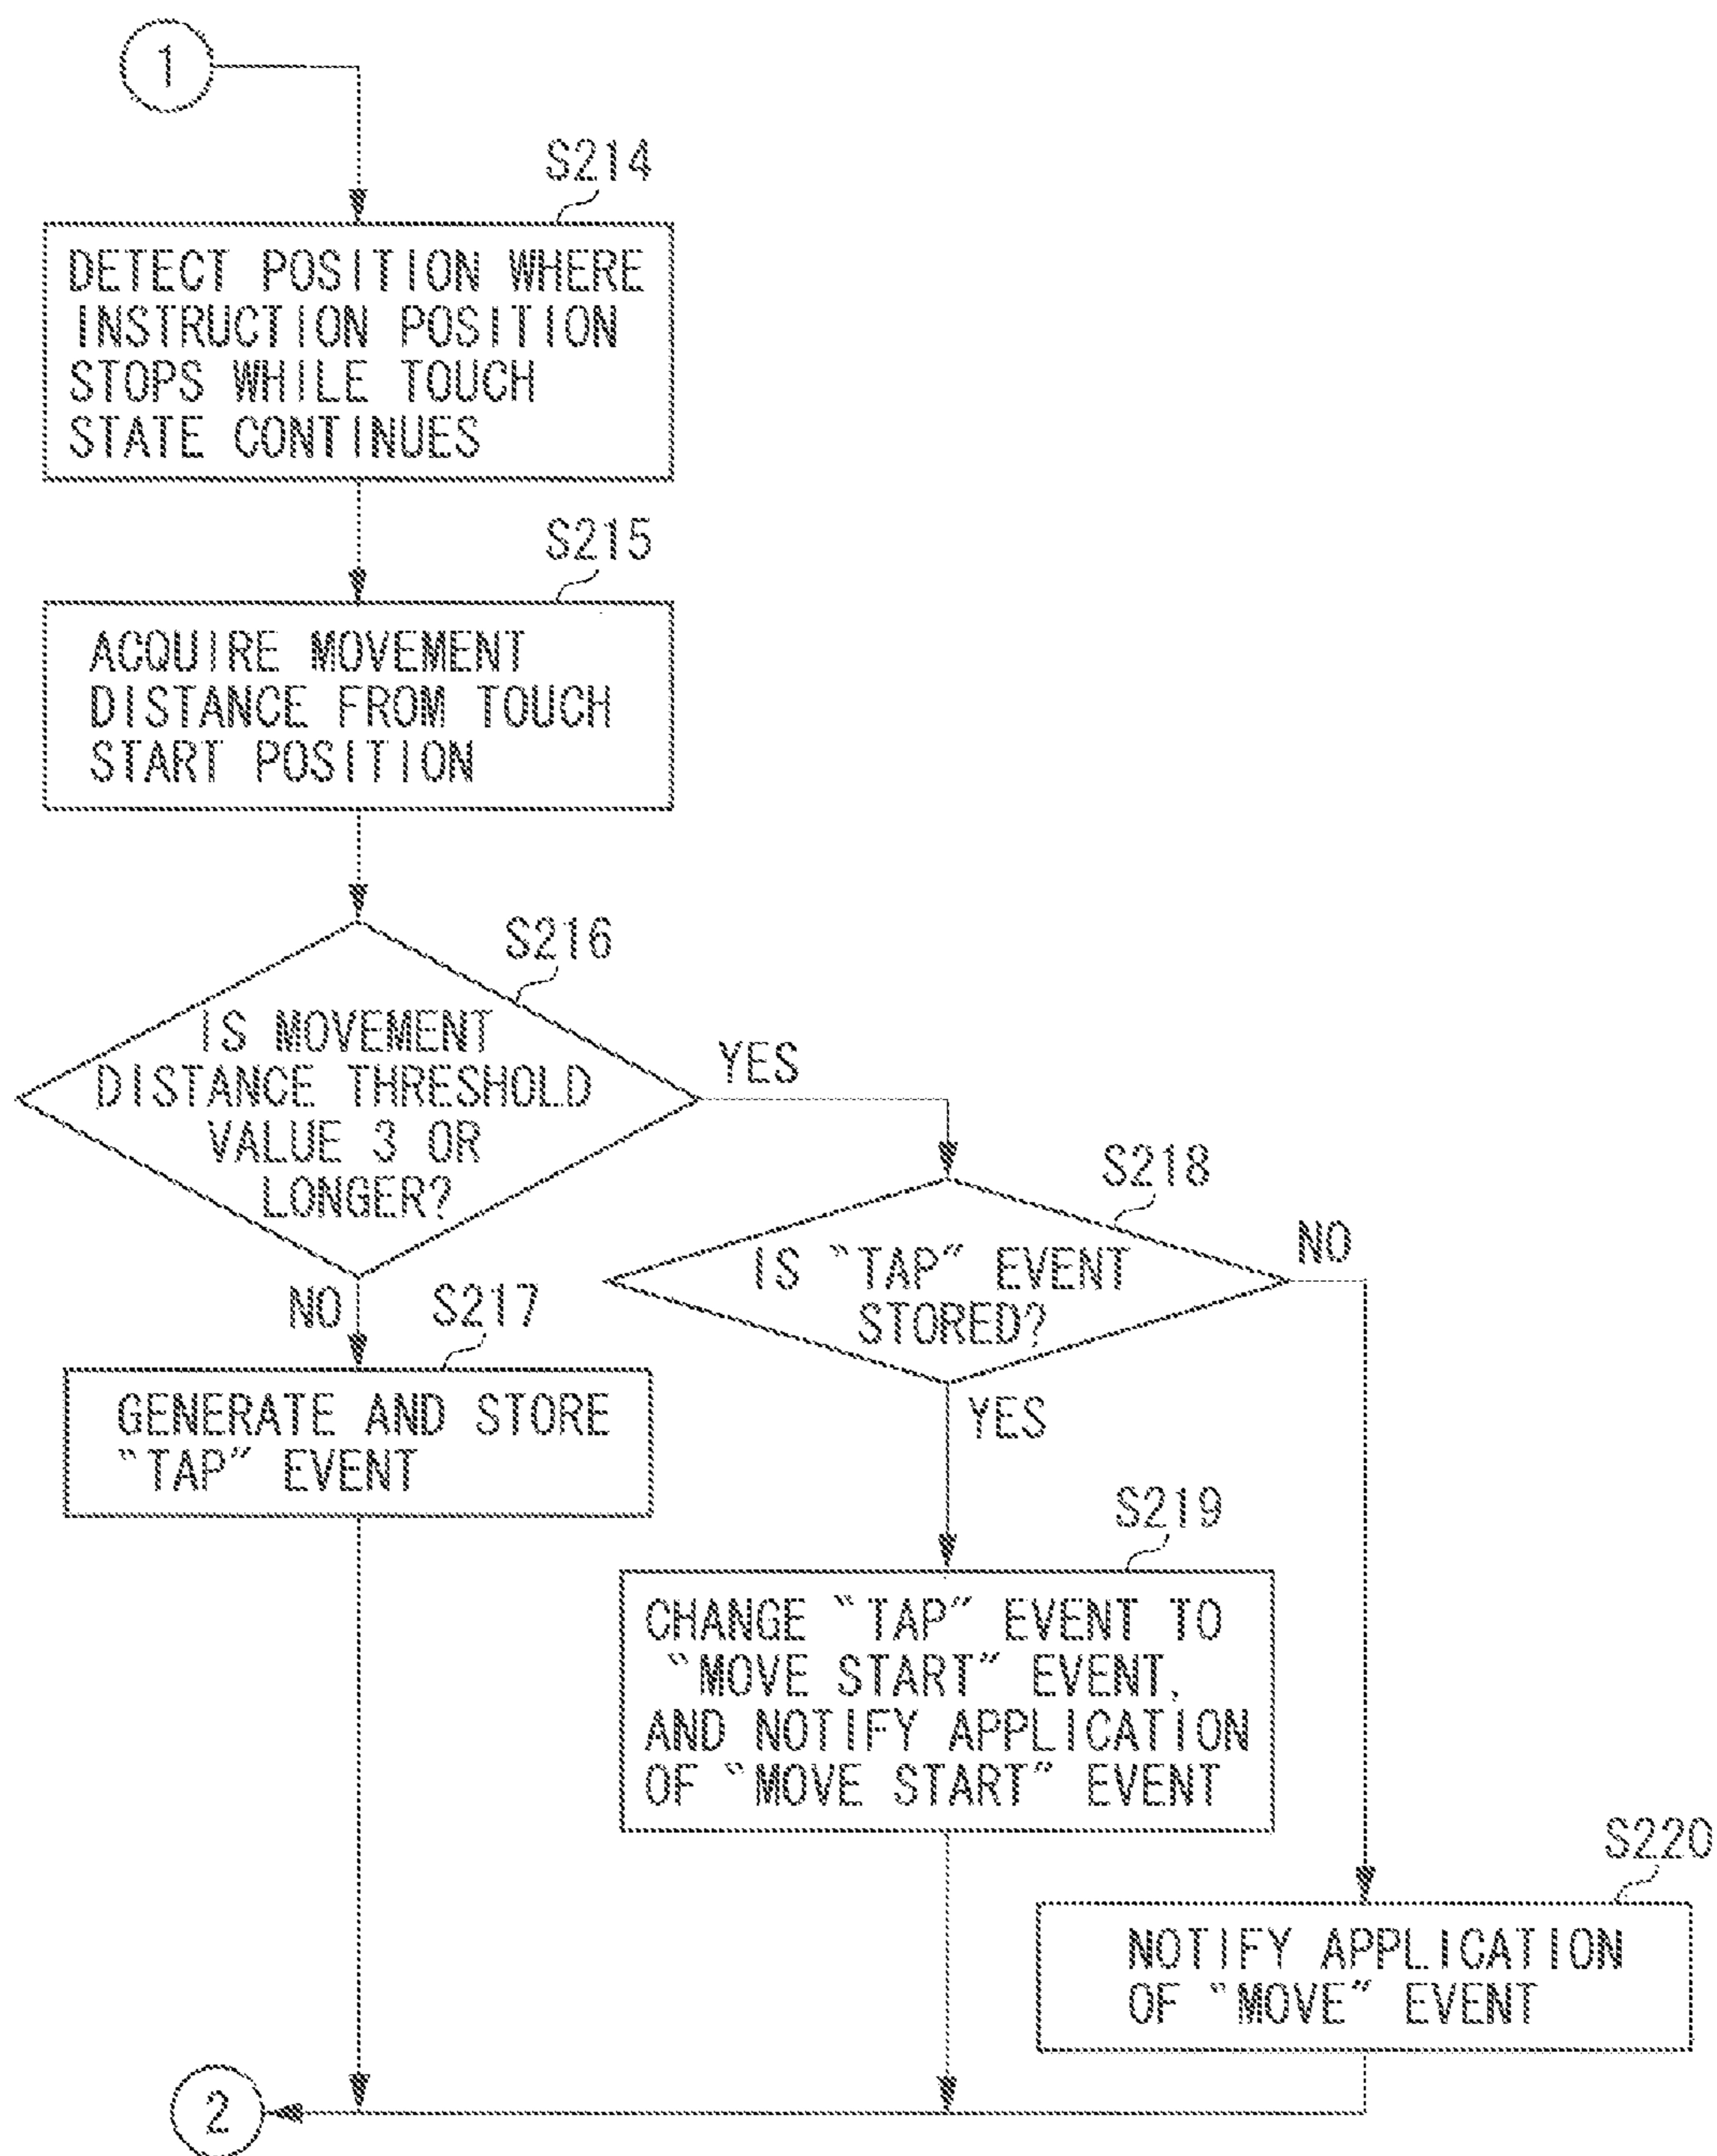 1
S214
DETECT POSITION WHERE
INSTRUCTION POSITION
STOPS WHILE TOUCH
STATE CONTINUES
S215
ACQUIRE MOVEMENT
DISTANCE FROM TOUCH
START POSITION
S216
IS MOVEMENT
DISTANCE THRESHOLD
VALUE 3 OR
LONGER?
YES
NO
S217
GENERATE AND STORE
“TAP” EVENT
S218
IS “TAP” EVENT
STORED?
NO
YES
S219
CHANGE “TAP” EVENT TO
“MOVE START” EVENT,
AND NOTIFY APPLICATION
OF “MOVE START” EVENT
S220
NOTIFY APPLICATION
OF “MOVE” EVENT
2